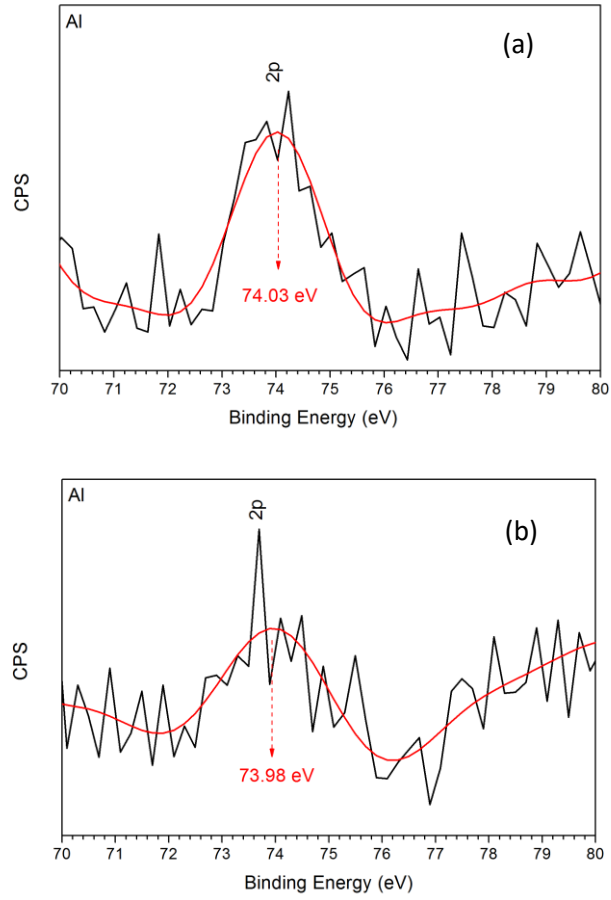 Al
(a)
2p
CPS
74.03 eV
70 71 72 73 74 75 76 77 78 79 80
Binding Energy (eV)
Al
(b)
2p
CPS
73.98 eV
70 71 72 73 74 75 76 77 78 79 80
Binding Energy (eV)